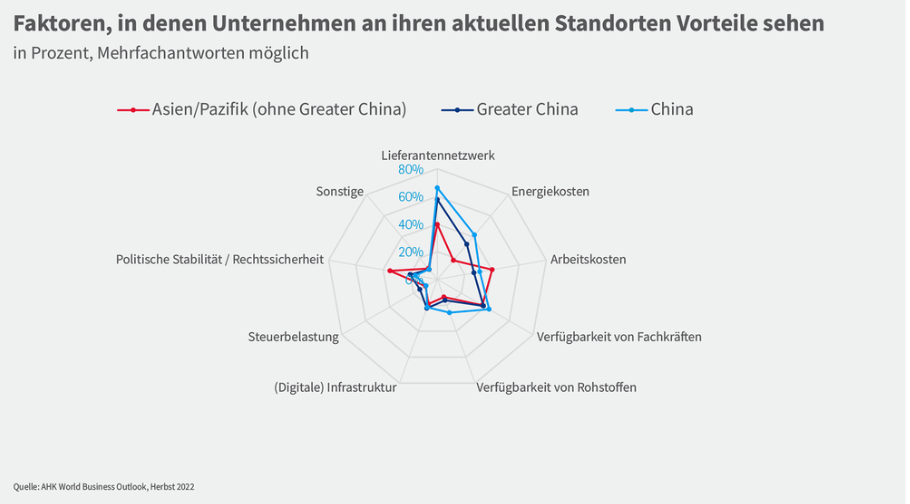 Faktoren, in denen Unternehmen an ihren aktuellen Standorten Vorteile sehen
in Prozent, Mehrfachantworten möglich
Asien/Pazifik (ohne Greater China) Greater China China
Lieferantennetzwerk
80%
Sonstige Energiekosten
60%
40%
20%
Politische Stabilität / Rechtssicherheit Arbeitskosten
0%
Steuerbelastung Verfügbarkeit von Fachkräften
(Digitale) Infrastruktur Verfügbarkeit von Rohstoffen
Quelle: AHK World Business Outlook, Herbst 2022